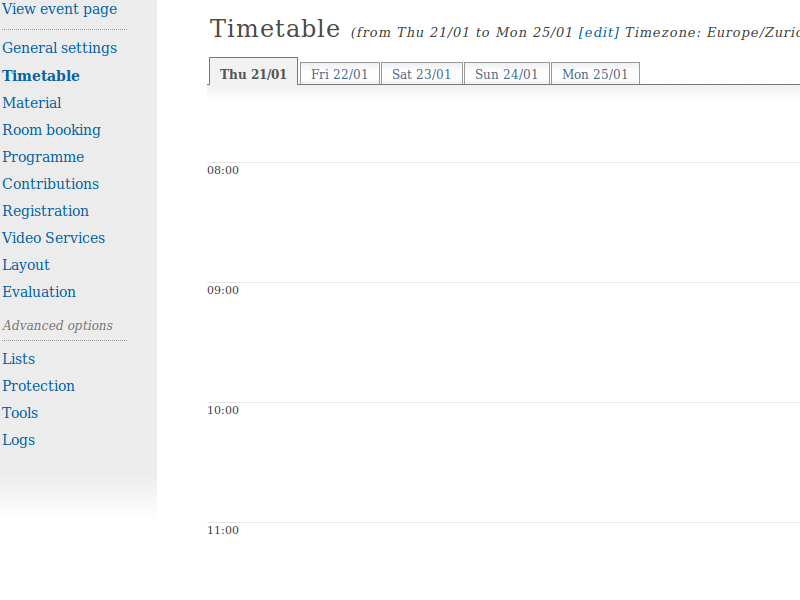 View event page
General settings
Timetable
Material
Room booking
Programme
Contributions
Registration
Video Services
Layout
Evaluation
Advanced options
Lists
Protection
Tools
Logs
Timetable (from Thu 21/01 to Mon 25/01 [edit] Timezone: Europe/Zuric
Thu 21/01 Fri 22/01 Sat 23/01 Sun 24/01 Mon 25/01
08:00
09:00
10:00
11:00